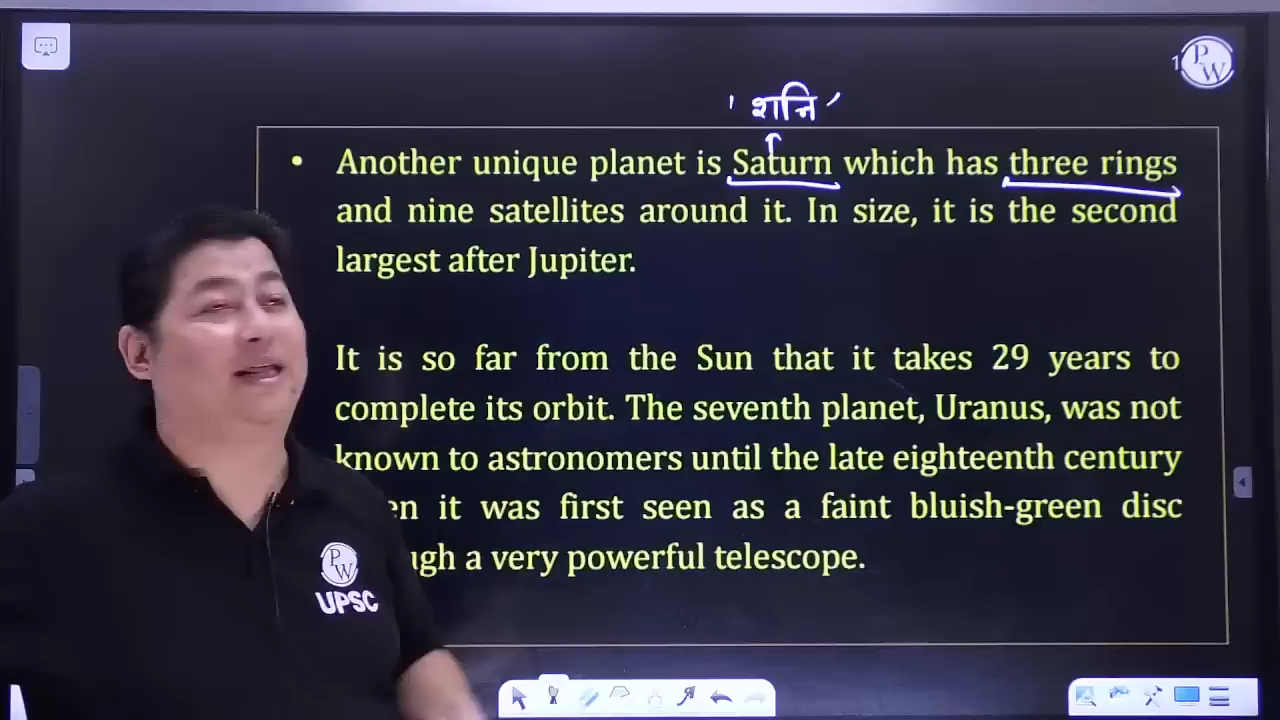 1
P
W
' शनि '
• Another unique planet is Saturn which has three rings
and nine satellites around it. In size, it is the second
largest after Jupiter.
It is so far from the Sun that it takes 29 years to
complete its orbit. The seventh planet, Uranus, was not
known to astronomers until the late eighteenth century
en it was first seen as a faint bluish-green disc
ugh a very powerful telescope.
P
W
UPSC